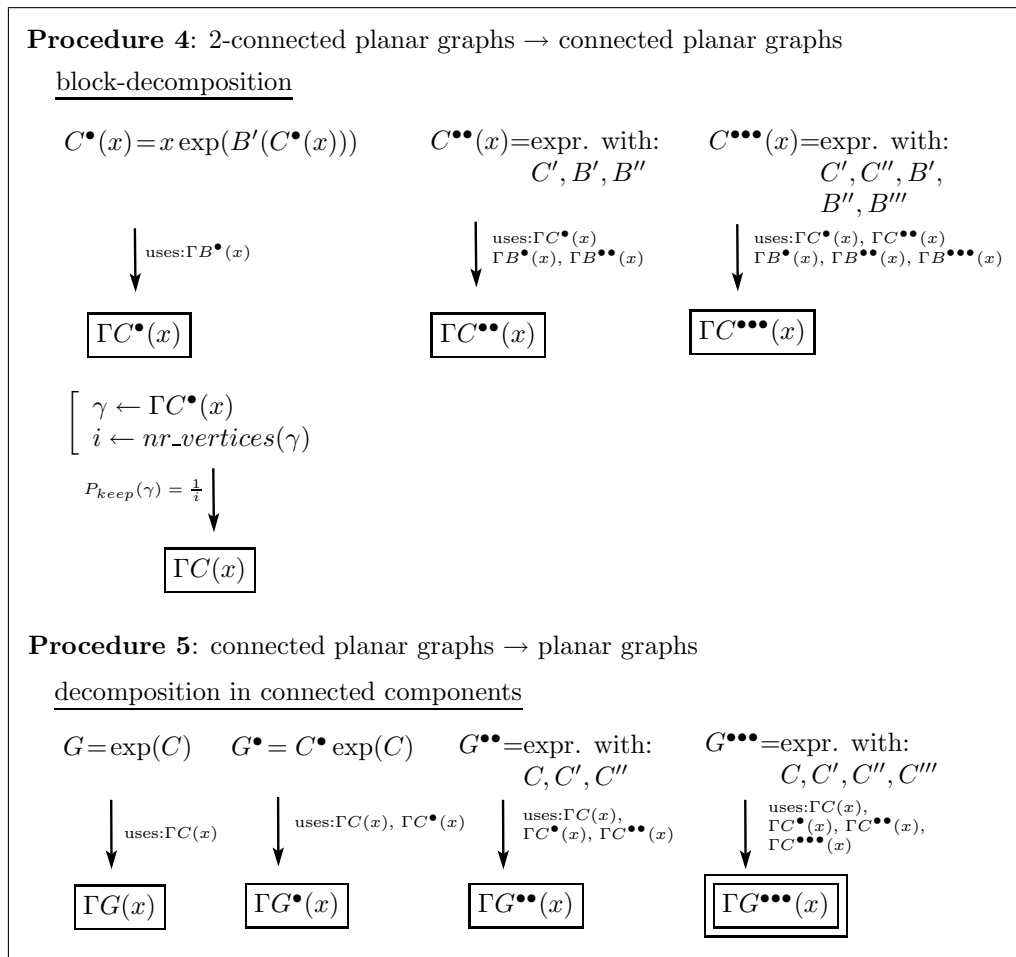 Procedure 4: 2-connected planar graphs → connected planar graphs
block-decomposition
C•(x)=x exp(B′(C•(x)))
C••(x)=expr. with:
C′, B′, B″
C•••(x)=expr. with:
C′, C″, B′,
B″, B‴
uses:ΓB•(x)
uses:ΓC•(x)
ΓB•(x), ΓB••(x)
uses:ΓC•(x), ΓC••(x)
ΓB•(x), ΓB••(x), ΓB•••(x)
ΓC•(x)
ΓC••(x)
ΓC•••(x)
γ ← ΓC•(x)
i ← nr_vertices(γ)
P_keep(γ) = 1/i
ΓC(x)
Procedure 5: connected planar graphs → planar graphs
decomposition in connected components
G=exp(C)
G•= C• exp(C)
G••=expr. with:
C, C′, C″
G•••=expr. with:
C, C′, C″, C‴
uses:ΓC(x)
uses:ΓC(x), ΓC•(x)
uses:ΓC(x),
ΓC•(x), ΓC••(x)
uses:ΓC(x),
ΓC•(x), ΓC••(x),
ΓC•••(x)
ΓG(x)
ΓG•(x)
ΓG••(x)
ΓG•••(x)